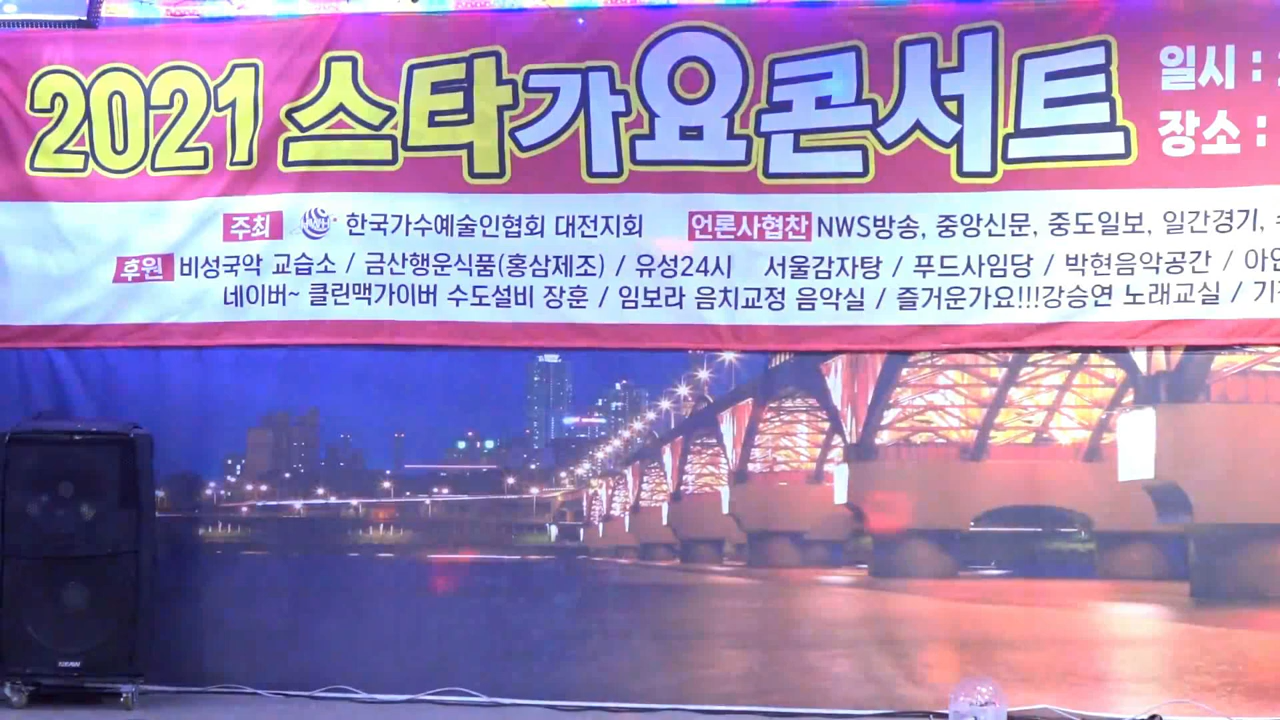 2021 스타가요콘서트
일시 :
장소 :
주최 한국가수예술인협회 대전지회 언론사협찬 NWS방송, 중앙신문, 중도일보, 일간경기,
후원 비성국악 교습소 / 금산행운식품(홍삼제조) / 유성24시 서울감자탕 / 푸드사임당 / 박현음악공간 /
네이버~ 클린맥가이버 수도설비 장훈 / 임보라 음치교정 음악실 / 즐거운가요!!!강승연 노래교실 /